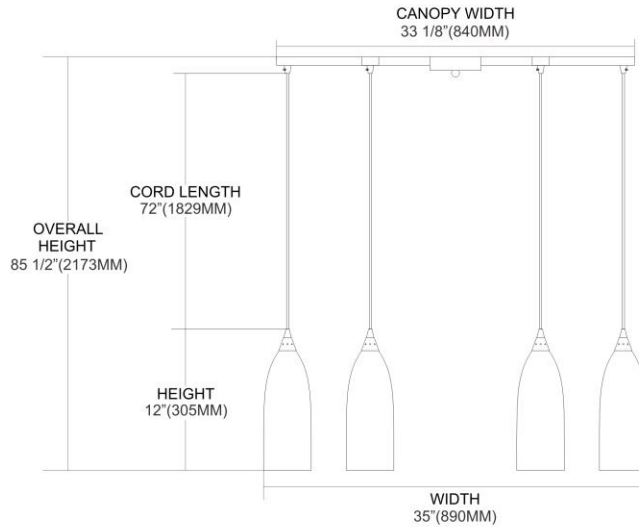 CANOPY WIDTH
33 1/8”(840MM)
CORD LENGTH
72”(1829MM)
OVERALL
HEIGHT
85 1/2”(2173MM)
HEIGHT
12”(305MM)
WIDTH
35”(890MM)